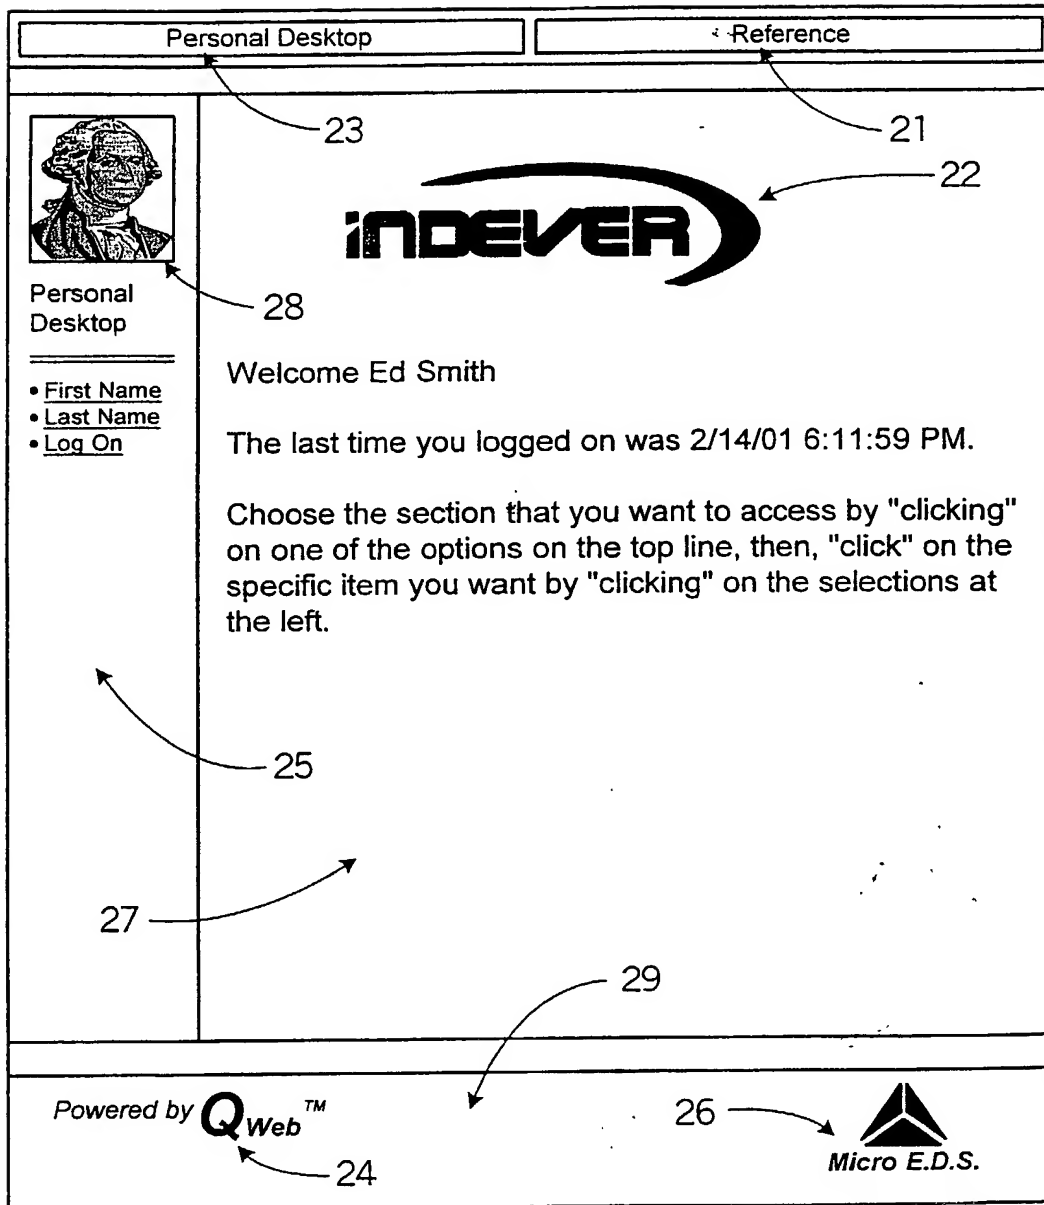 Personal Desktop
Reference
23
21
22
iNDEVER
28
Personal
Desktop
• First Name
• Last Name
• Log On
Welcome Ed Smith
The last time you logged on was 2/14/01 6:11:59 PM.
Choose the section that you want to access by "clicking"
on one of the options on the top line, then, "click" on the
specific item you want by "clicking" on the selections at
the left.
25
27
29
Powered by QWeb™
24
26
Micro E.D.S.